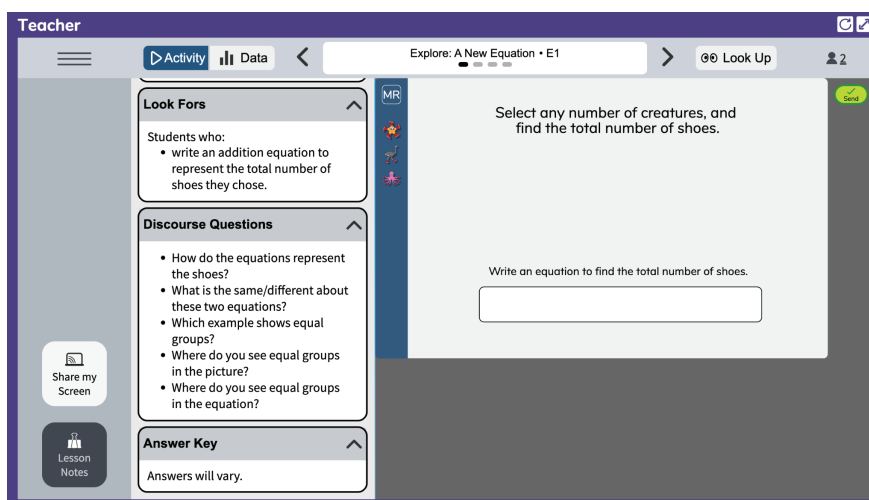 Teacher
Activity
Data
Explore: A New Equation • E1
Look Up
2
Look Fors
Students who:
• write an addition equation to
represent the total number of
shoes they chose.
Discourse Questions
• How do the equations represent
the shoes?
• What is the same/different about
these two equations?
• Which example shows equal
groups?
• Where do you see equal groups
in the picture?
• Where do you see equal groups
in the equation?
Answer Key
Answers will vary.
Share my
Screen
Lesson
Notes
MR
Select any number of creatures, and
find the total number of shoes.
Write an equation to find the total number of shoes.
Send